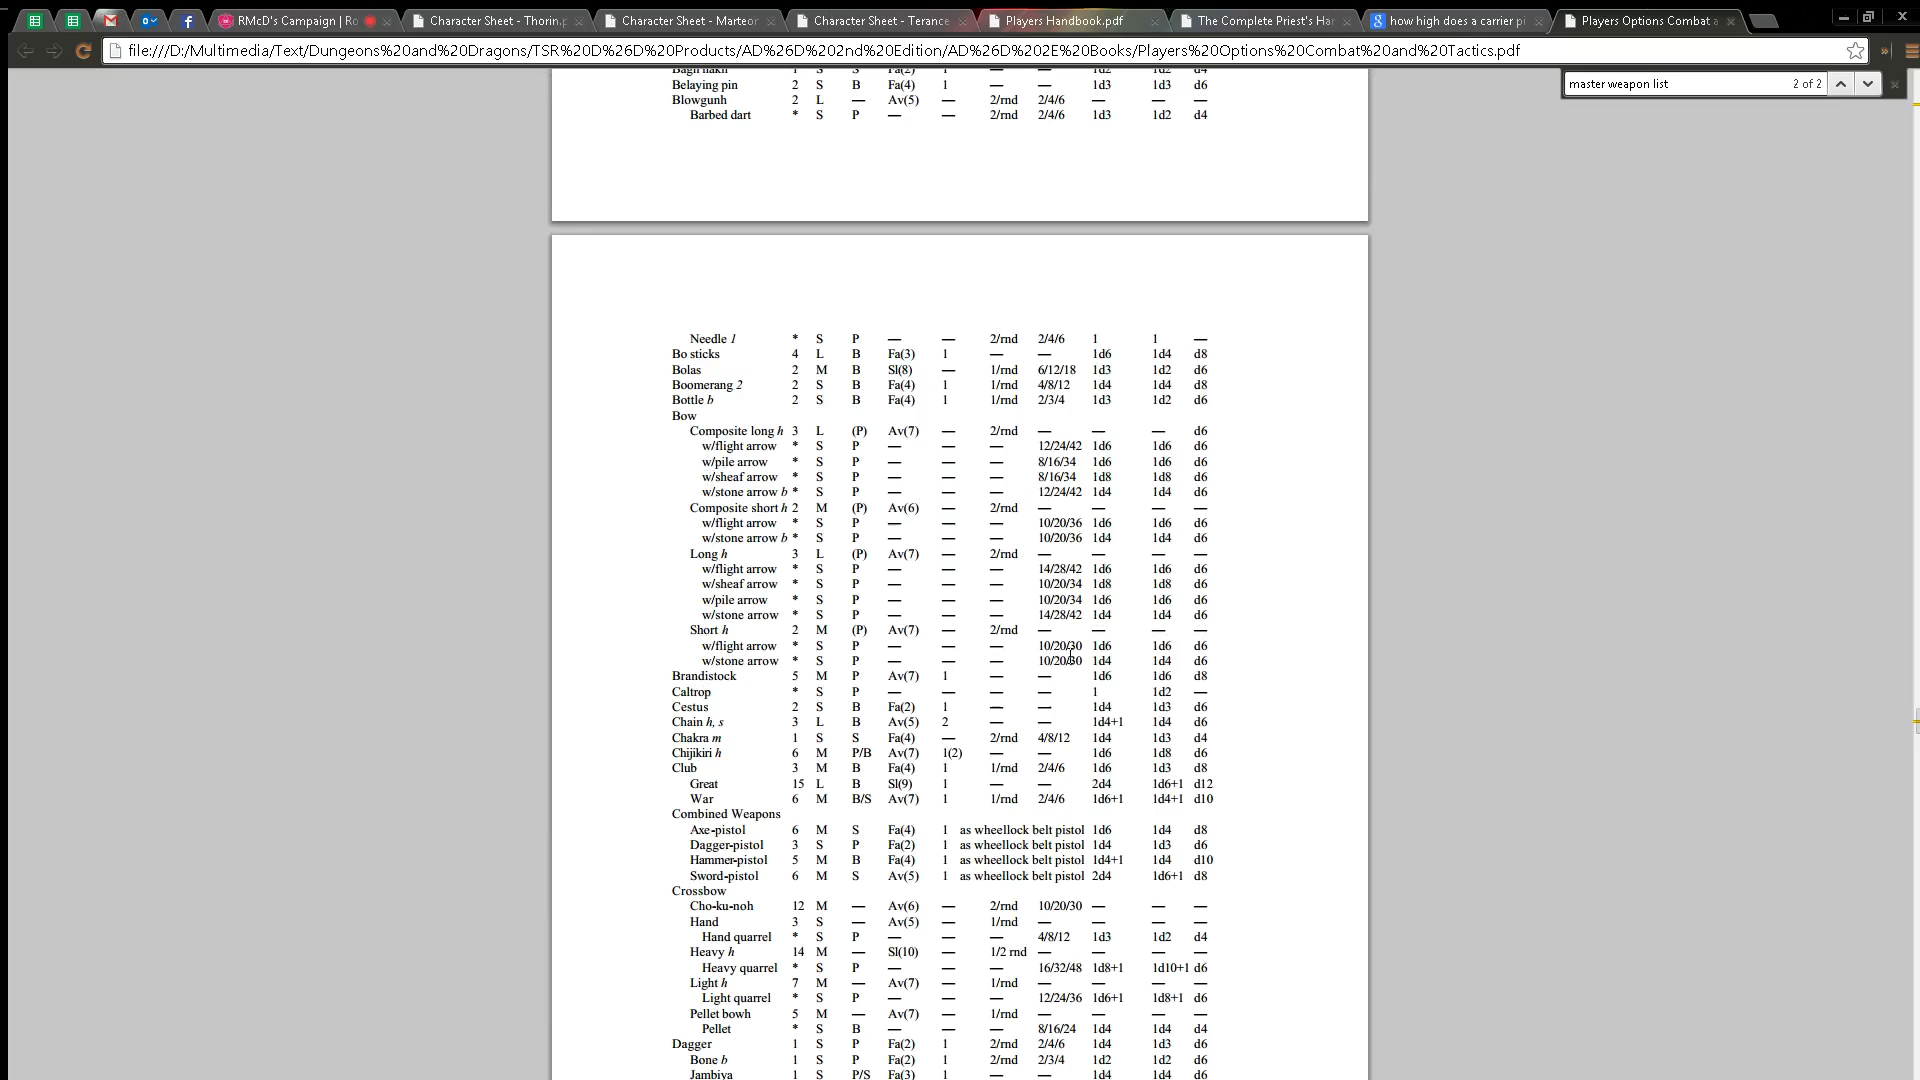 RMcD's Campaign | Ro
Character Sheet - Thorin.p
Character Sheet - Marteor
Character Sheet - Terance
Players Handbook.pdf
The Complete Priest's Har
how high does a carrier pi
Players Options Combat a
file:///D:/Multimedia/Text/Dungeons%20and%20Dragons/TSR%20D%26D%20Products/AD%26D%202nd%20Edition/AD%26D%202E%20Books/Players%20Options%20Combat%20and%20Tactics.pdf
master weapon list 2 of 2
Bagh nakh 1 S S Fa(2) 1 — — 1d2 1d2 d4
Belaying pin 2 S B Fa(4) 1 — — 1d3 1d3 d6
Blowgunh 2 L — Av(5) — 2/rnd 2/4/6 — — —
Barbed dart * S P — — 2/rnd 2/4/6 1d3 1d2 d4
Needle 1 * S P — — 2/rnd 2/4/6 1 1 —
Bo sticks 4 L B Fa(3) 1 — — 1d6 1d4 d8
Bolas 2 M B Sl(8) — 1/rnd 6/12/18 1d3 1d2 d6
Boomerang 2 2 S B Fa(4) 1 1/rnd 4/8/12 1d4 1d4 d8
Bottle b 2 S B Fa(4) 1 1/rnd 2/3/4 1d3 1d2 d6
Bow
Composite long h 3 L (P) Av(7) — 2/rnd — — — d6
w/flight arrow * S P — — — 12/24/42 1d6 1d6 d6
w/pile arrow * S P — — — 8/16/34 1d6 1d6 d6
w/sheaf arrow * S P — — — 8/16/34 1d8 1d8 d6
w/stone arrow b * S P — — — 12/24/42 1d4 1d4 d6
Composite short h 2 M (P) Av(6) — 2/rnd — — — —
w/flight arrow * S P — — — 10/20/36 1d6 1d6 d6
w/stone arrow b * S P — — — 10/20/36 1d4 1d4 d6
Long h 3 L (P) Av(7) — 2/rnd — — — —
w/flight arrow * S P — — — 14/28/42 1d6 1d6 d6
w/sheaf arrow * S P — — — 10/20/34 1d8 1d8 d6
w/pile arrow * S P — — — 10/20/34 1d6 1d6 d6
w/stone arrow * S P — — — 14/28/42 1d4 1d4 d6
Short h 2 M (P) Av(7) — 2/rnd — — — —
w/flight arrow * S P — — — 10/20/30 1d6 1d6 d6
w/stone arrow * S P — — — 10/20/30 1d4 1d4 d6
Brandistock 5 M P Av(7) 1 — — 1d6 1d6 d8
Caltrop * S P — — — — 1 1d2 —
Cestus 2 S B Fa(2) 1 — — 1d4 1d3 d6
Chain h, s 3 L B Av(5) 2 — — 1d4+1 1d4 d6
Chakra m 1 S S Fa(4) — 2/rnd 4/8/12 1d4 1d3 d4
Chijikiri h 6 M P/B Av(7) 1(2) — — 1d6 1d8 d6
Club 3 M B Fa(4) 1 1/rnd 2/4/6 1d6 1d3 d8
Great 15 L B Sl(9) 1 — — 2d4 1d6+1 d12
War 6 M B/S Av(7) 1 1/rnd 2/4/6 1d6+1 1d4+1 d10
Combined Weapons
Axe-pistol 6 M S Fa(4) 1 as wheellock belt pistol 1d6 1d4 d8
Dagger-pistol 3 S P Fa(2) 1 as wheellock belt pistol 1d4 1d3 d6
Hammer-pistol 5 M B Fa(4) 1 as wheellock belt pistol 1d4+1 1d4 d10
Sword-pistol 6 M S Av(5) 1 as wheellock belt pistol 2d4 1d6+1 d8
Crossbow
Cho-ku-noh 12 M — Av(6) — 2/rnd 10/20/30 — — —
Hand 3 S — Av(5) — 1/rnd — — — —
Hand quarrel * S P — — — 4/8/12 1d3 1d2 d4
Heavy h 14 M — Sl(10) — 1/2 rnd — — — —
Heavy quarrel * S P — — — 16/32/48 1d8+1 1d10+1 d6
Light h 7 M — Av(7) — 1/rnd — — — —
Light quarrel * S P — — — 12/24/36 1d6+1 1d8+1 d6
Pellet bowh 5 M — Av(7) — 1/rnd — — — —
Pellet * S B — — — 8/16/24 1d4 1d4 d4
Dagger 1 S P Fa(2) 1 2/rnd 2/4/6 1d4 1d3 d6
Bone b 1 S P Fa(2) 1 2/rnd 2/3/4 1d2 1d2 d6
Jambiya 1 S P/S Fa(3) 1 — — 1d4 1d4 d6